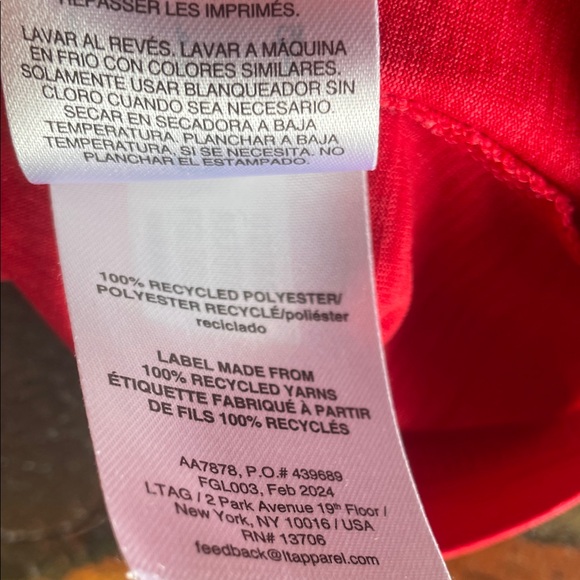 REPASSER LES IMPRIMÉS.
LAVAR AL REVÉS. LAVAR A MÁQUINA
EN FRIO CON COLORES SIMILARES.
SOLAMENTE USAR BLANQUEADOR SIN
CLORO CUANDO SEA NECESARIO
SECAR EN SECADORA A BAJA
TEMPERATURA. PLANCHAR A BAJA
TEMPERATURA, SI SE NECESITA. NO
PLANCHAR EL ESTAMPADO.
100% RECYCLED POLYESTER/
POLYESTER RECYCLÉ/poliéster
reciclado
LABEL MADE FROM
100% RECYCLED YARNS
ÉTIQUETTE FABRIQUÉ À PARTIR
DE FILS 100% RECYCLÉS
AA7878, P.O.# 439689
FGL003, Feb 2024
LTAG / 2 Park Avenue 19th Floor /
New York, NY 10016 / USA
RN# 13706
feedback@ltapparel.com